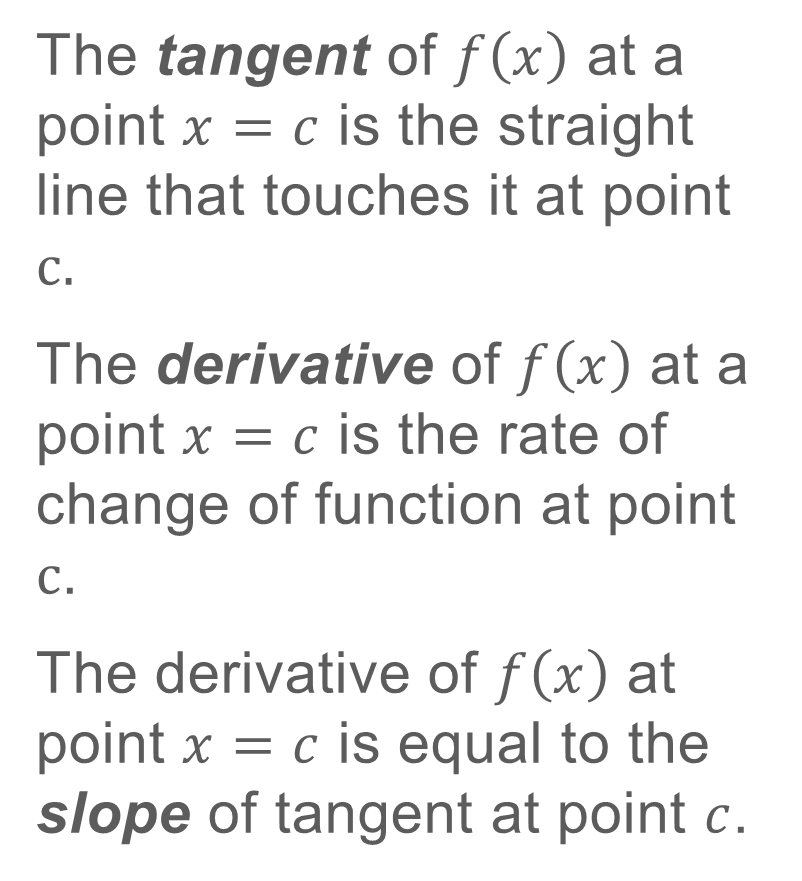 The tangent of f(x) at a
point x = c is the straight
line that touches it at point
c.
The derivative of f(x) at a
point x = c is the rate of
change of function at point
c.
The derivative of f(x) at
point x = c is equal to the
slope of tangent at point c.